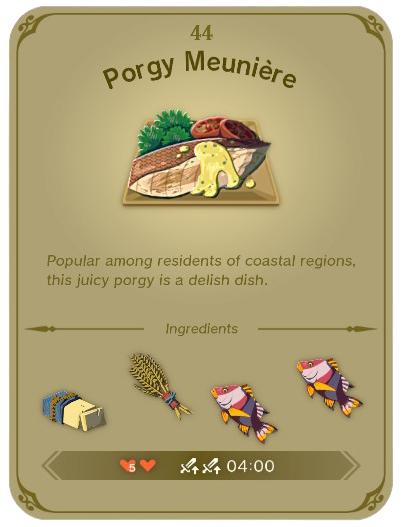 44
Porgy Meunière
Popular among residents of coastal regions,
this juicy porgy is a delish dish.
Ingredients
5 04:00